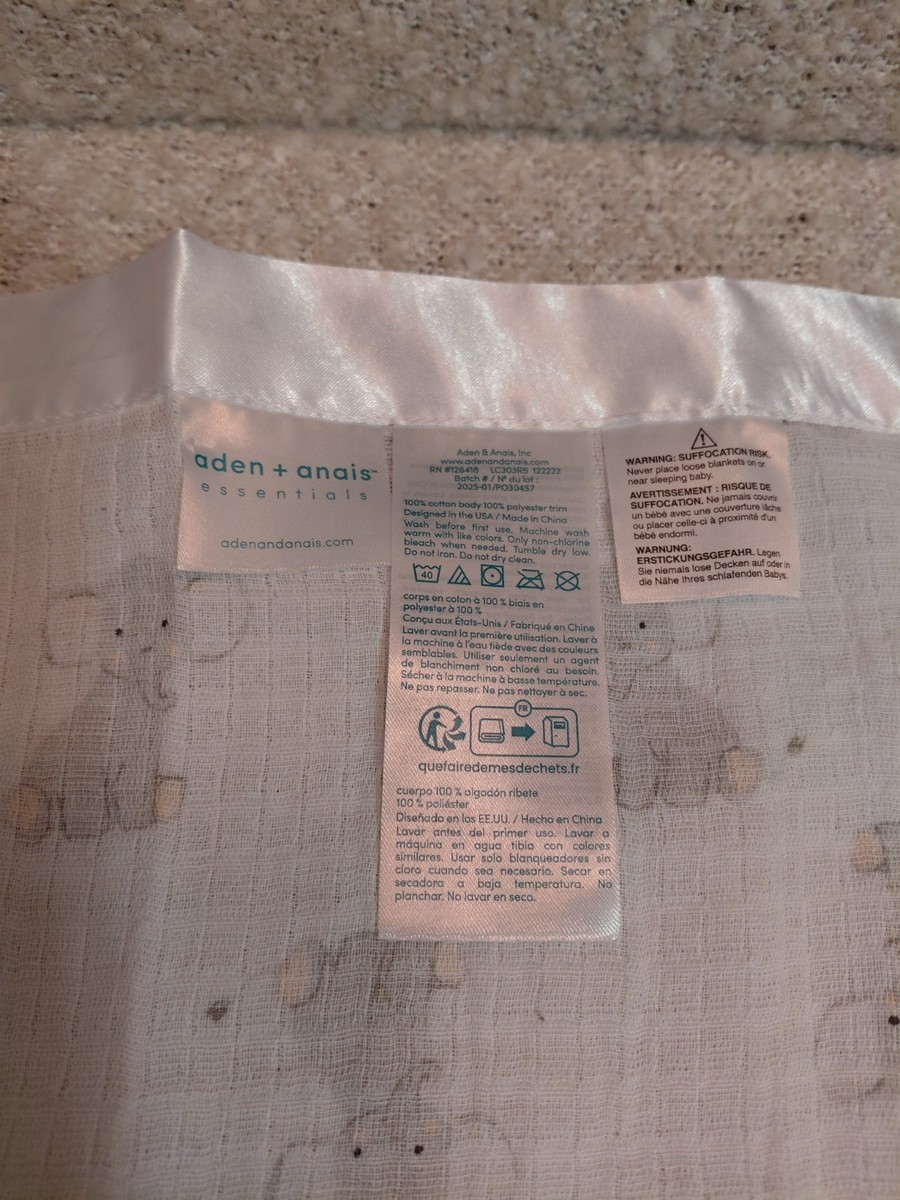 aden + anais™
essentials
adenandanais.com
Aden & Anais, Inc
www.adenandanais.com
RN #126418 LC303R5 122222
Batch # / Nº du lot :
2025-01/PO30457
100% cotton body 100% polyester trim
Designed in the USA / Made in China
Wash before first use. Machine wash
warm with like colors. Only non-chlorine
bleach when needed. Tumble dry low.
Do not iron. Do not dry clean.
40
corps en coton à 100 % biais en
polyester à 100 %
Conçu aux États-Unis / Fabriqué en Chine
Laver avant la première utilisation. Laver à
la machine à l'eau tiède avec des couleurs
semblables. Utiliser seulement un agent
de blanchiment non chloré au besoin.
Sécher à la machine à basse température.
Ne pas repasser. Ne pas nettoyer à sec.
FR
quefairedemesdechets.fr
cuerpo 100 % algodón ribete
100 % poliéster
Diseñado en los EE.UU. / Hecho en China
Lavar antes del primer uso. Lavar a
máquina en agua tibia con colores
similares. Usar solo blanqueadores sin
cloro cuando sea necesario. Secar en
secadora a baja temperatura. No
planchar. No lavar en seco.
WARNING: SUFFOCATION RISK.
Never place loose blankets on or
near sleeping baby.
AVERTISSEMENT : RISQUE DE
SUFFOCATION. Ne jamais couvrir
un bébé avec une couverture lâche
ou placer celle-ci à proximité d'un
bébé endormi.
WARNUNG:
ERSTICKUNGSGEFAHR. Legen
Sie niemals lose Decken auf oder in
die Nähe Ihres schlafenden Babys.